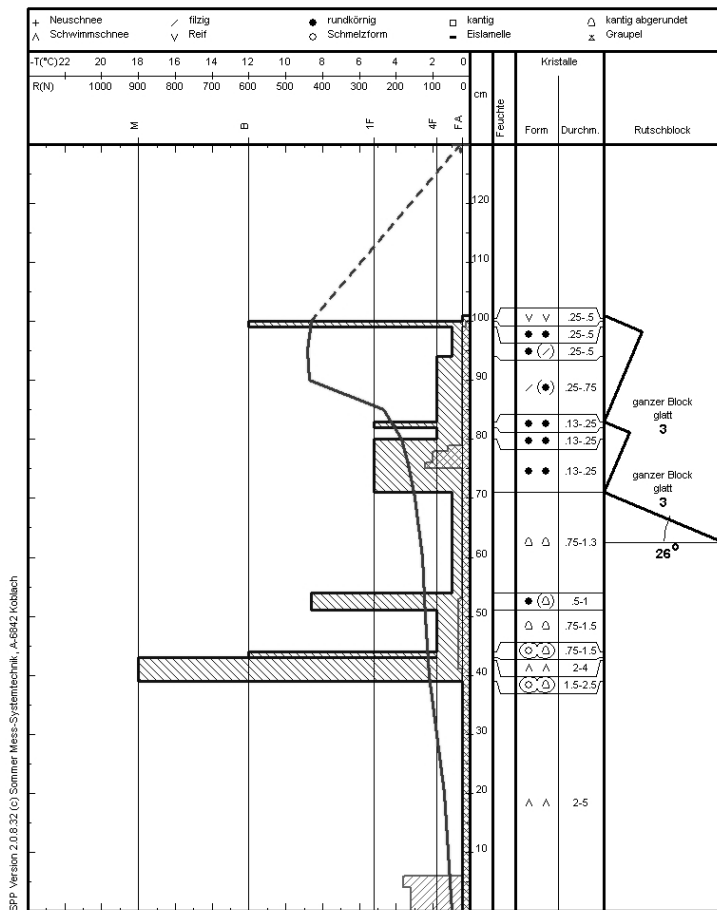 + Neuschnee ⁄ filzig ● rundkörnig □ kantig kantig abgerundet
∧ Schwimmschnee ∨ Reif ○ Schmelzform - Eislamelle Graupel
-T(°C) 22 20 18 16 14 12 10 8 6 4 2 0
R(N) 1000 900 800 700 600 500 400 300 200 100 0
cm
Feuchte
Kristalle
Form Durchm.
Rutschblock
M B 1F 4F FA
120
110
100
90
80
70
60
50
40
30
20
10
.25-.5
.25-.5
.25-.5
.25-.75
.13-.25
.13-.25
.13-.25
.75-1.3
.5-1
.75-1.5
.75-1.5
2-4
1.5-2.5
2-5
ganzer Block
glatt
3
ganzer Block
glatt
3
26°
SPP Version 2.0.8.32 (c) Sommer Mess-Systemtechnik, A-6842 Koblach